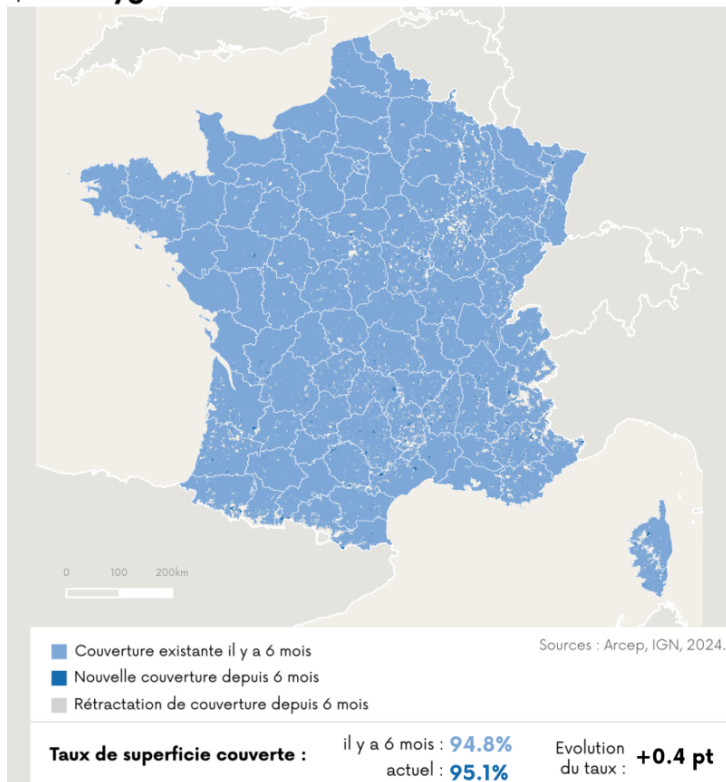 0 100 200km
Couverture existante il y a 6 mois
Sources : Arcep, IGN, 2024.
Nouvelle couverture depuis 6 mois
Rétractation de couverture depuis 6 mois
Taux de superficie couverte :
il y a 6 mois : 94.8%
actuel : 95.1%
Evolution
du taux : +0.4 pt